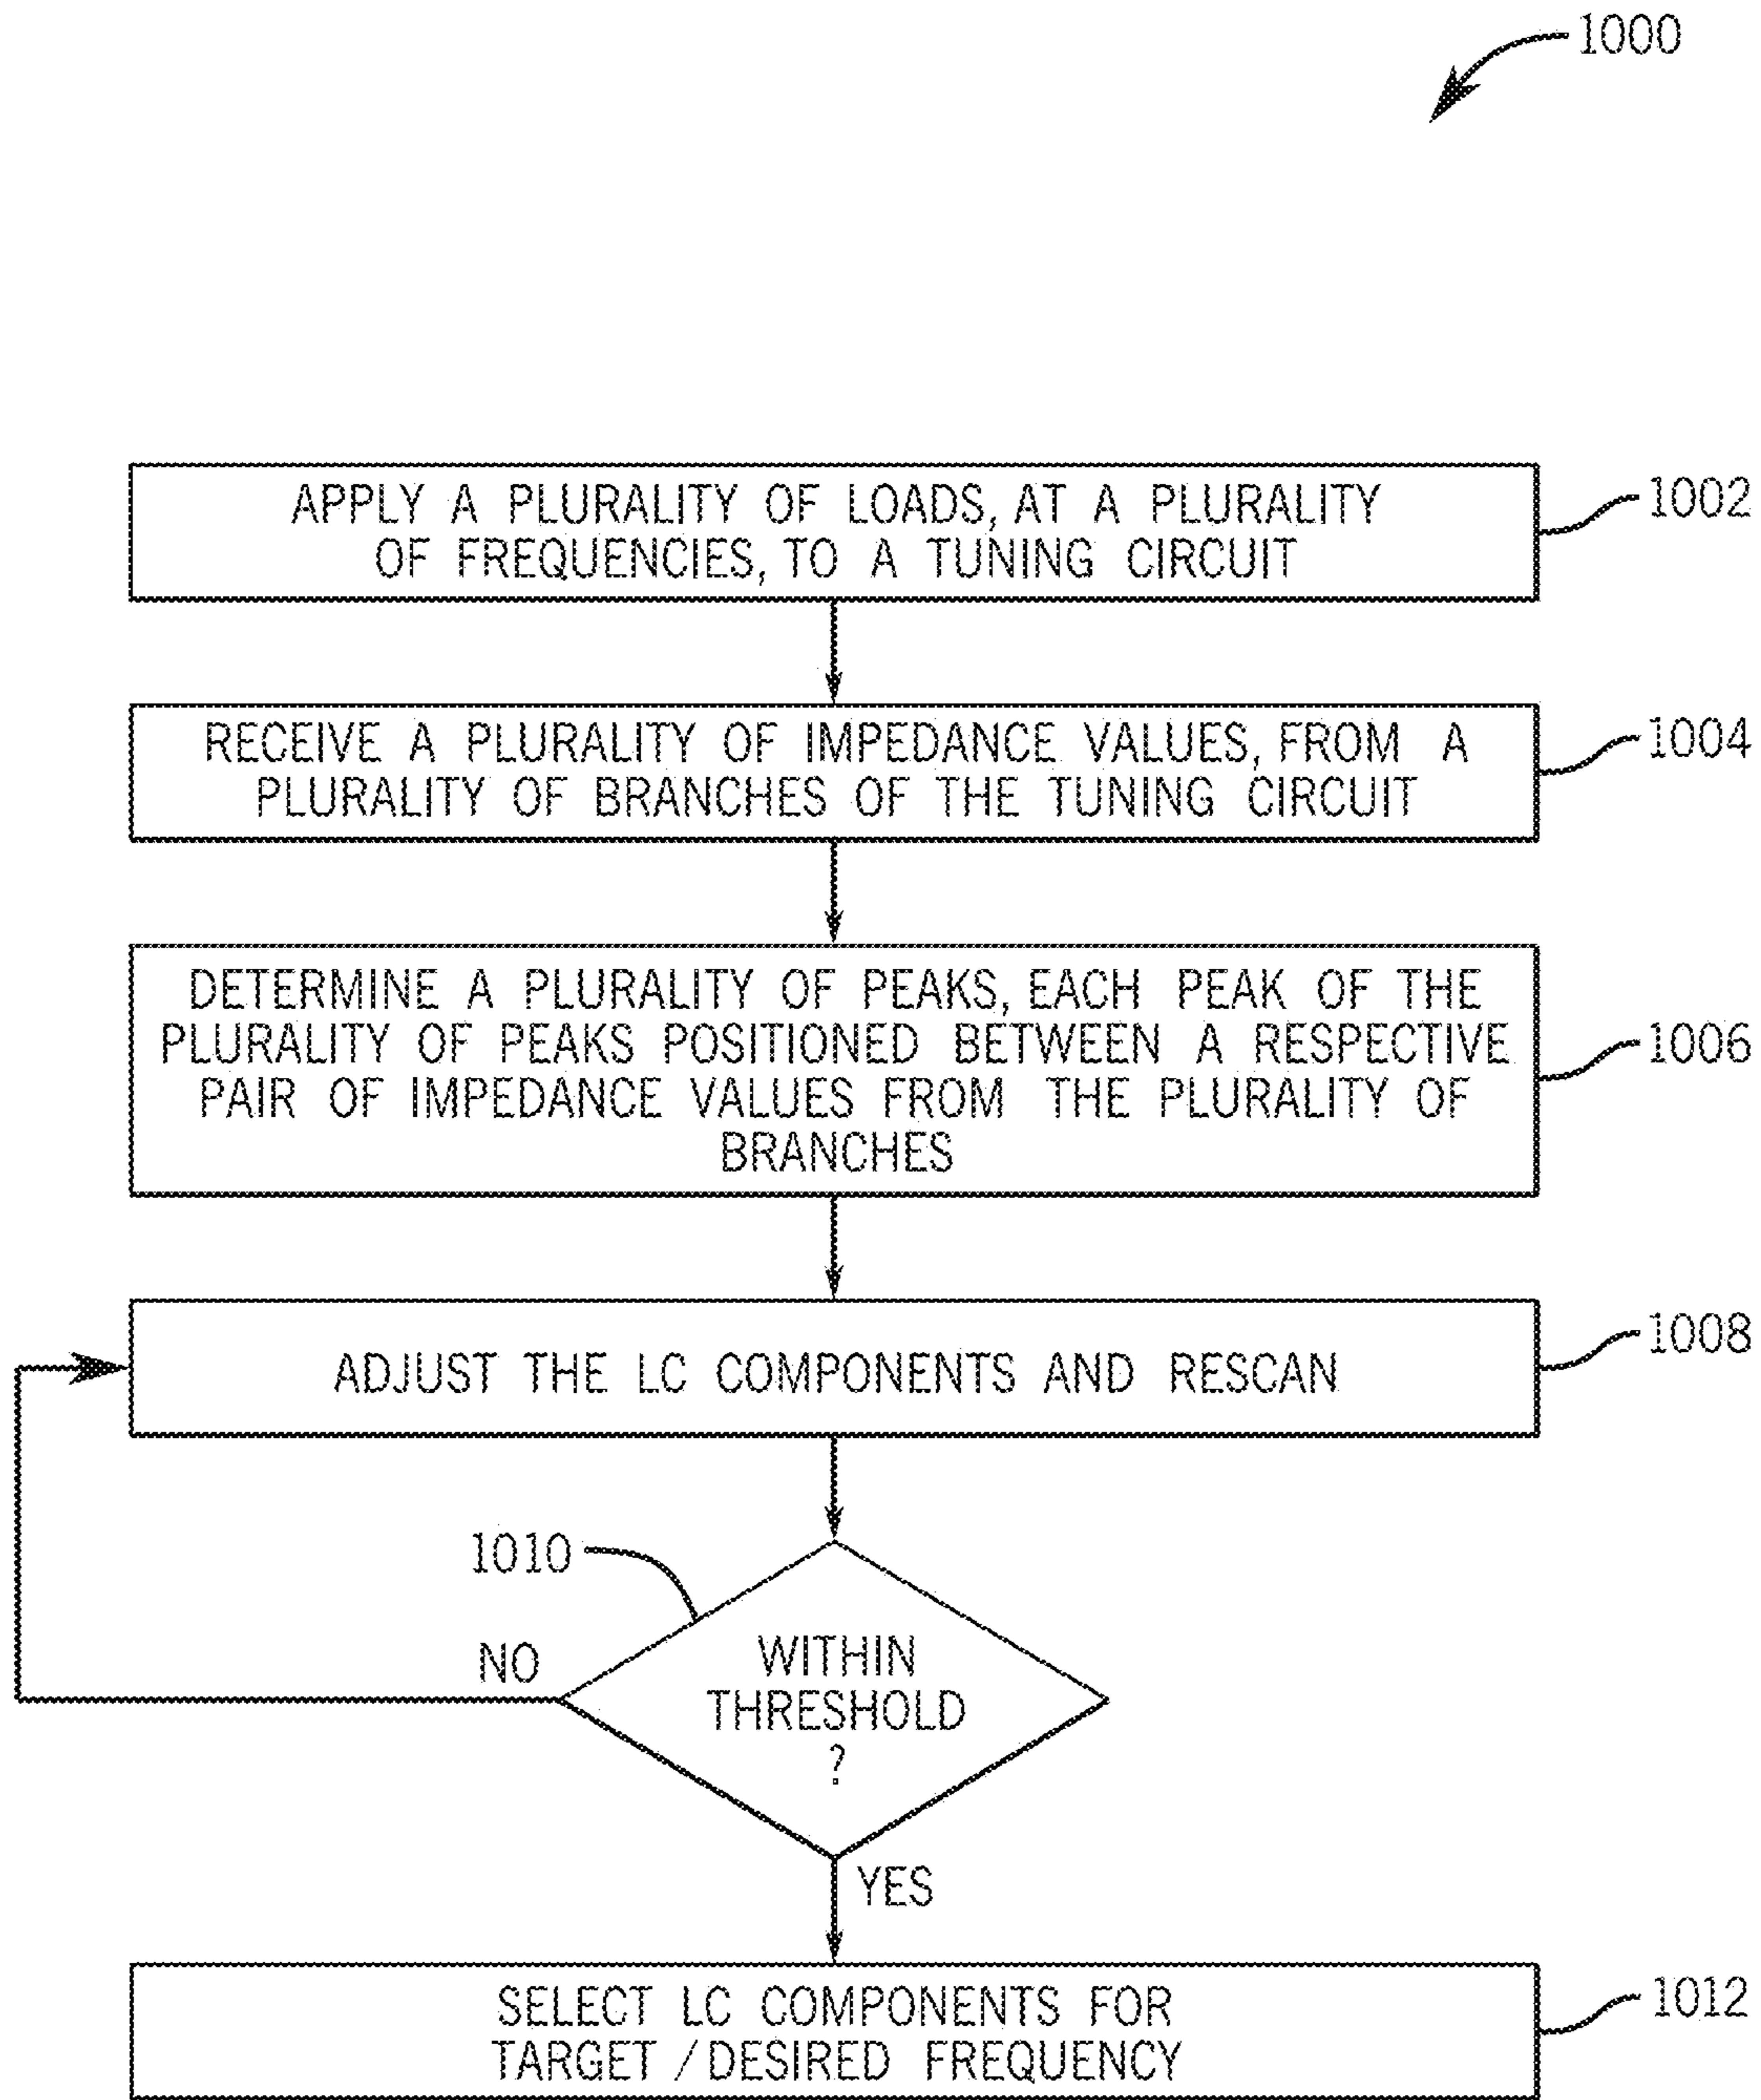 1000
APPLY A PLURALITY OF LOADS, AT A PLURALITY
OF FREQUENCIES, TO A TUNING CIRCUIT
1002
RECEIVE A PLURALITY OF IMPEDANCE VALUES, FROM A
PLURALITY OF BRANCHES OF THE TUNING CIRCUIT
1004
DETERMINE A PLURALITY OF PEAKS, EACH PEAK OF THE
PLURALITY OF PEAKS POSITIONED BETWEEN A RESPECTIVE
PAIR OF IMPEDANCE VALUES FROM THE PLURALITY OF
BRANCHES
1006
ADJUST THE LC COMPONENTS AND RESCAN
1008
1010
NO
WITHIN
THRESHOLD
?
YES
SELECT LC COMPONENTS FOR
TARGET / DESIRED FREQUENCY
1012